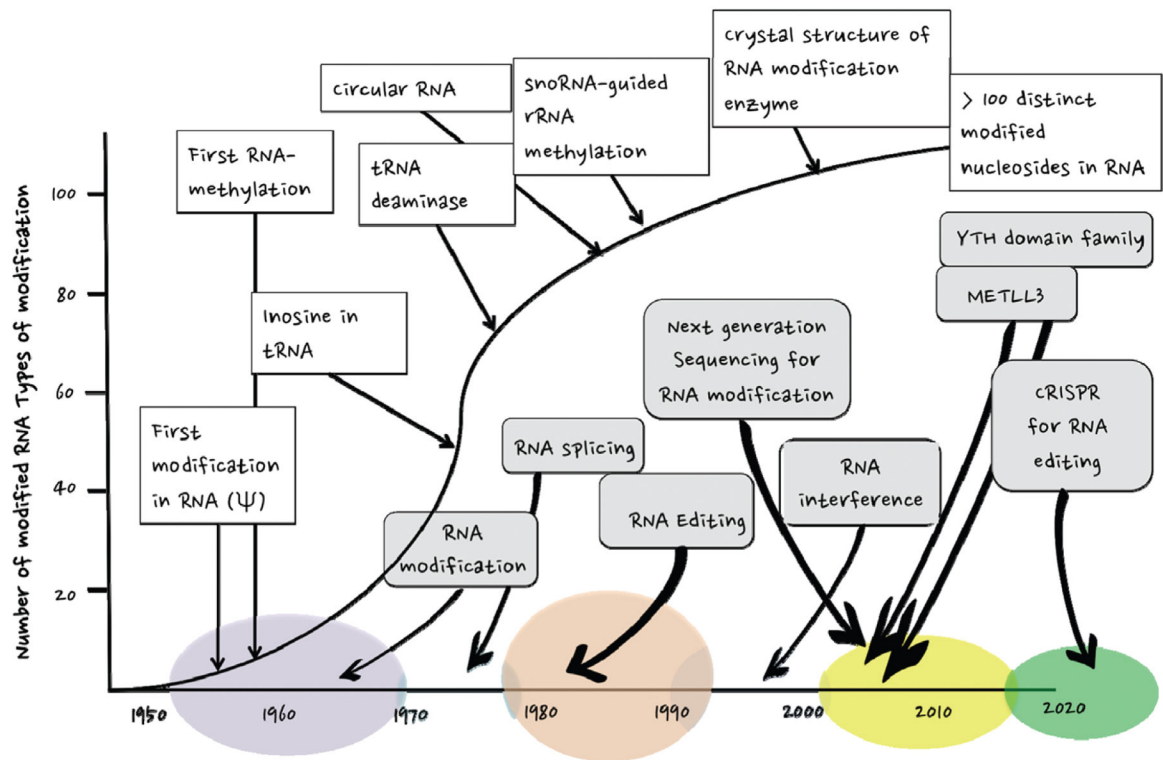 crystal structure of
RNA modification
enzyme
circular RNA
snoRNA-guided
rRNA
methylation
> 100 distinct
modified
nucleosides in RNA
First RNA-
methylation
tRNA
deaminase
YTH domain family
METLL3
Inosine in
tRNA
Next generation
Sequencing for
RNA modification
cRISPR
for RNA
editing
First
modification
in RNA (Ψ)
RNA splicing
RNA
interference
RNA Editing
RNA
modification
Number of modified RNA Types of modification
100
80
60
40
20
1950
1960
1970
1980
1990
2000
2010
2020